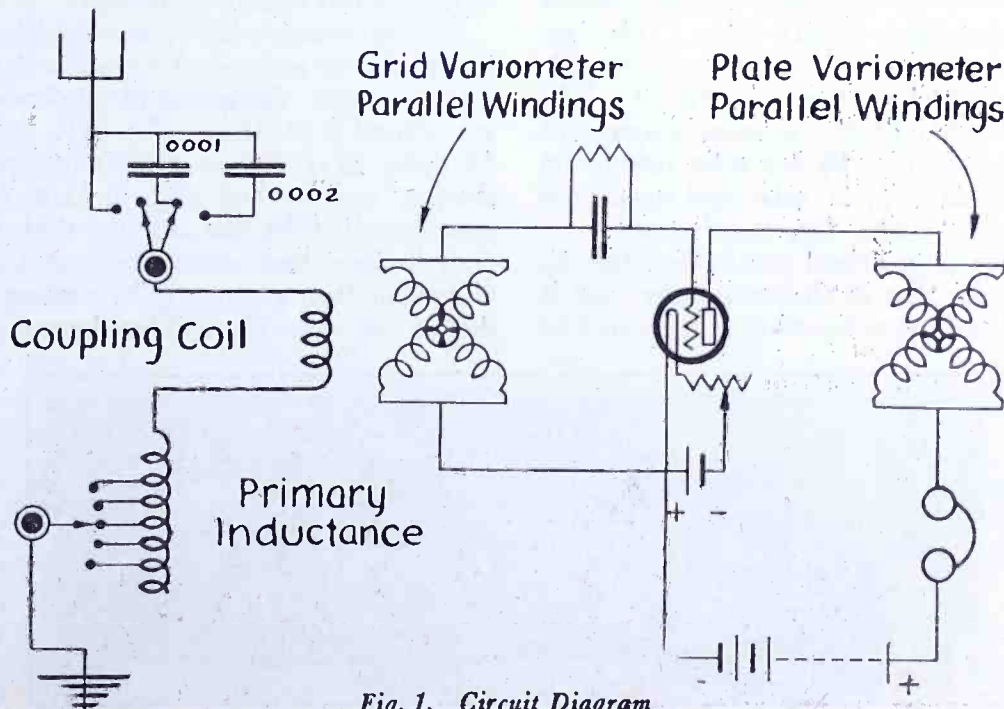 Grid Variometer
Parallel Windings
Plate Variometer
Parallel Windings
0001
0002
Coupling Coil
Primary
Inductance
+ -
- +
Fig. 1. Circuit Diagram